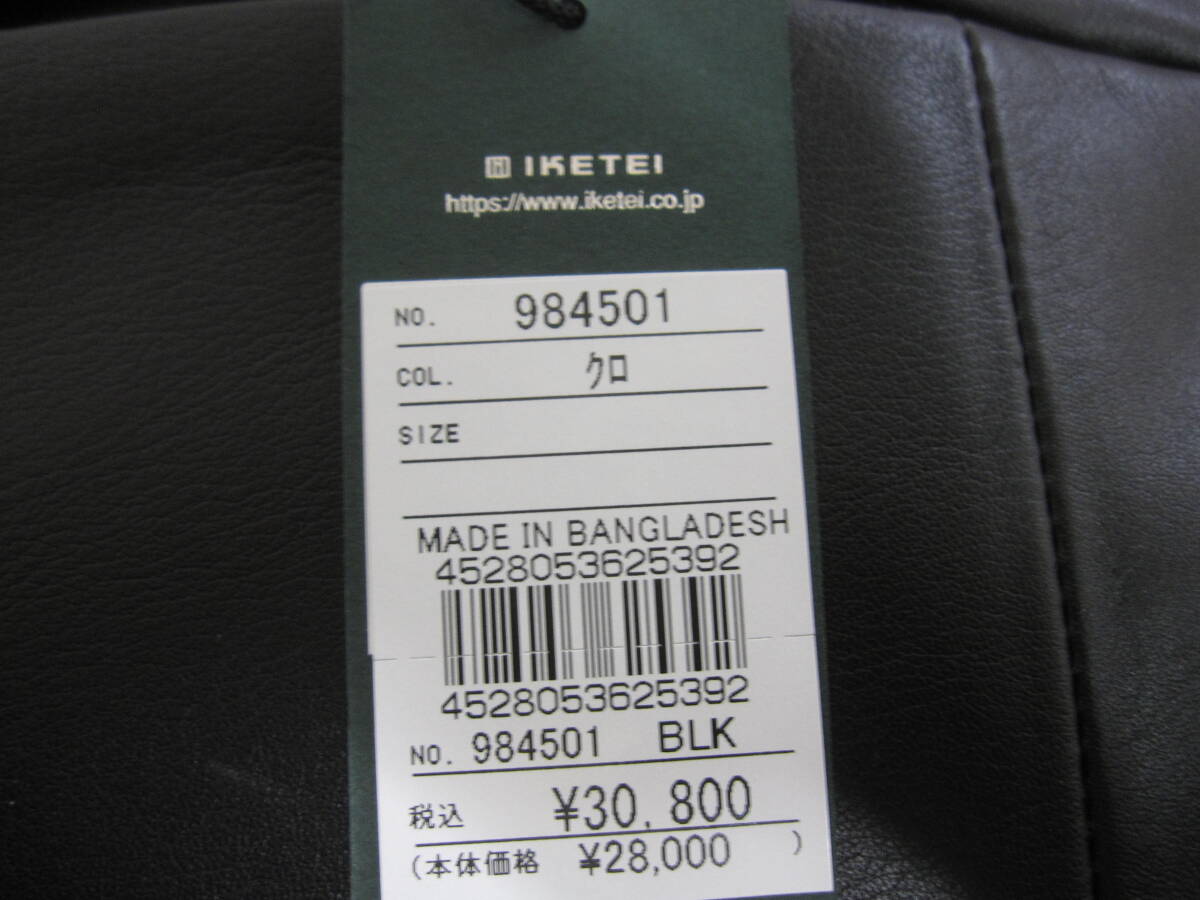 IKETEI
https://www.iketei.co.jp
NO. 984501
COL. クロ
SIZE
MADE IN BANGLADESH
4528053625392
4528053625392
NO. 984501 BLK
税込 ¥30,800
(本体価格 ¥28,000 )